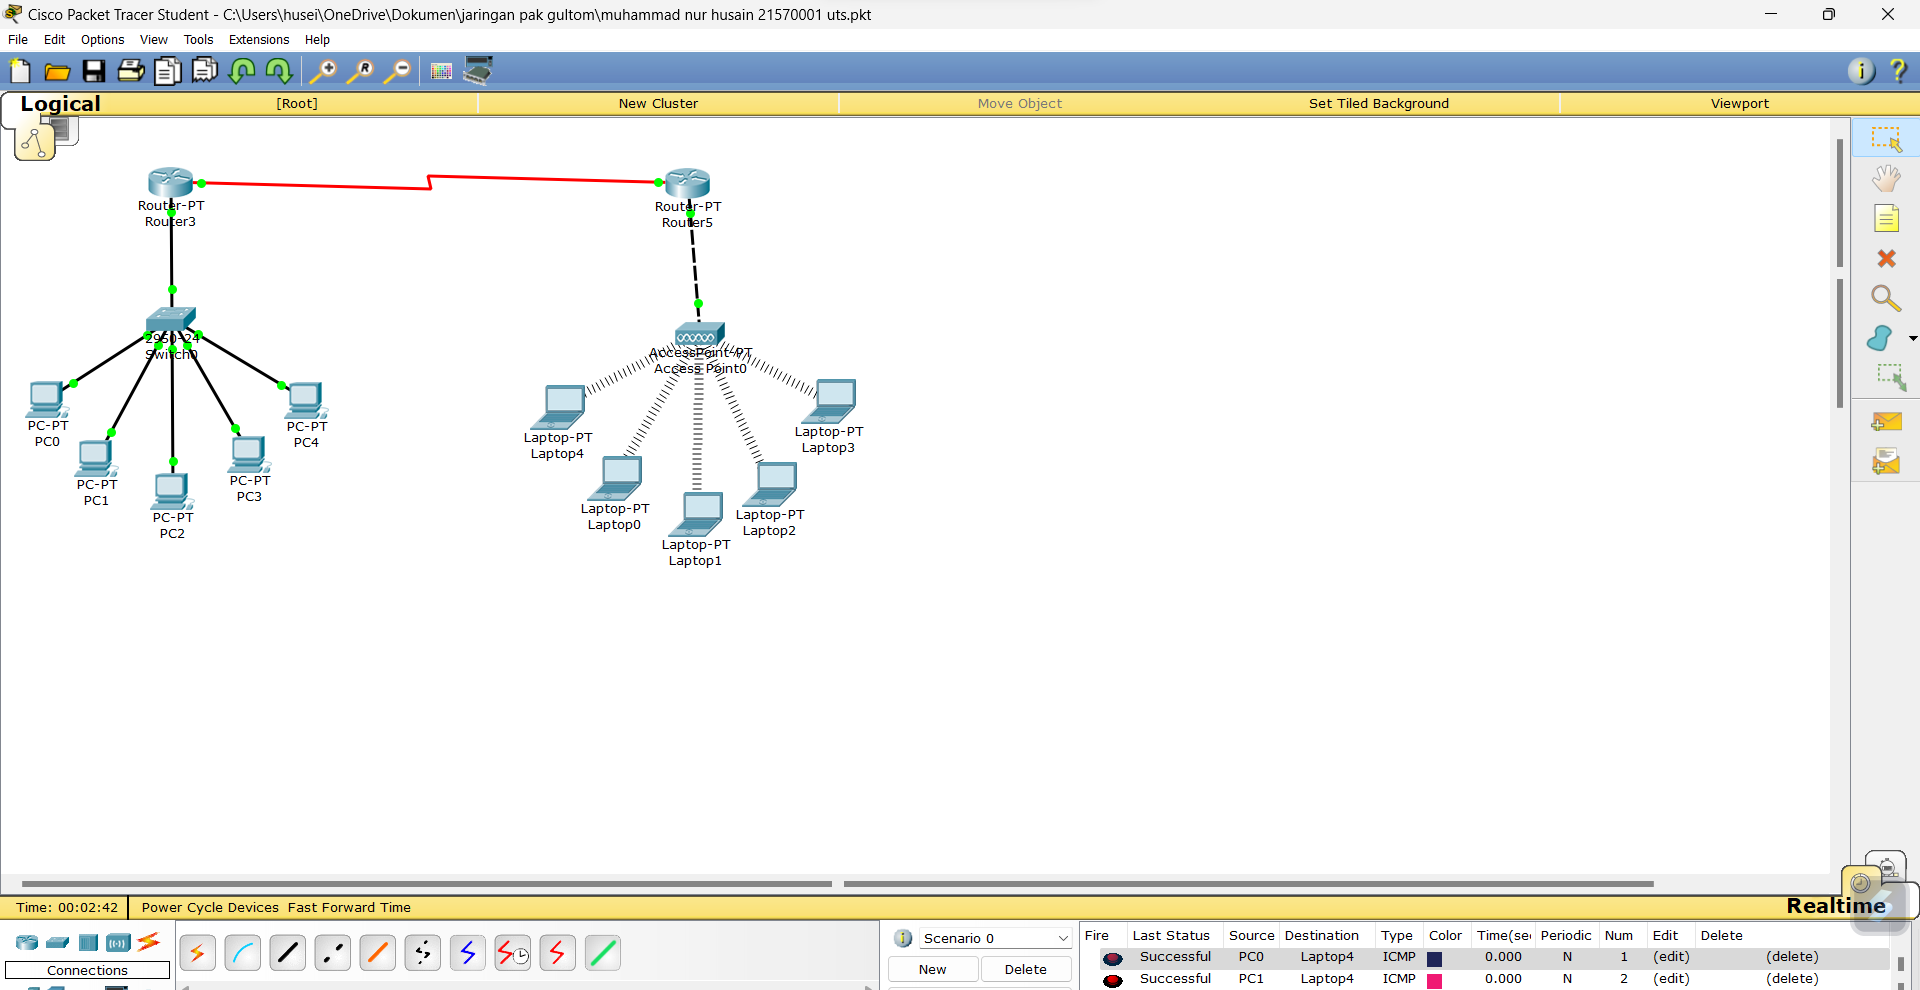 Cisco Packet Tracer Student - C:\Users\husei\OneDrive\Dokumen\jaringan pak gultom\muhammad nur husain 21570001 uts.pkt
File Edit Options View Tools Extensions Help
Logical [Root] New Cluster Move Object Set Tiled Background Viewport
Router-PT
Router3
Router-PT
Router5
2950-24
Switch0
AccessPoint-PT
Access Point0
PC-PT
PC0
PC-PT
PC1
PC-PT
PC2
PC-PT
PC3
PC-PT
PC4
Laptop-PT
Laptop4
Laptop-PT
Laptop0
Laptop-PT
Laptop1
Laptop-PT
Laptop2
Laptop-PT
Laptop3
Time: 00:02:42 Power Cycle Devices Fast Forward Time Realtime
Connections
Scenario 0
New Delete
Fire Last Status Source Destination Type Color Time(sec Periodic Num Edit Delete
Successful PC0 Laptop4 ICMP 0.000 N 1 (edit) (delete)
Successful PC1 Laptop4 ICMP 0.000 N 2 (edit) (delete)